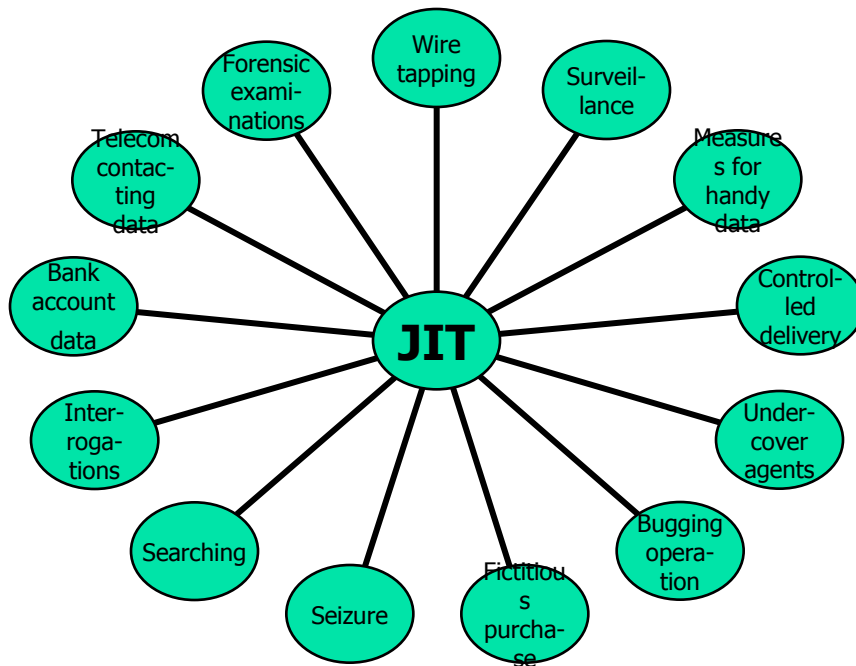 Wire
tapping
Surveil-
lance
Measure
s for
handy
data
Control-
led
delivery
Under-
cover
agents
Bugging
opera-
tion
Fictitiou
s
purcha-
se
Seizure
Searching
Inter-
roga-
tions
Bank
account
data
Telecom
contac-
ting
data
Forensic
exami-
nations
JIT